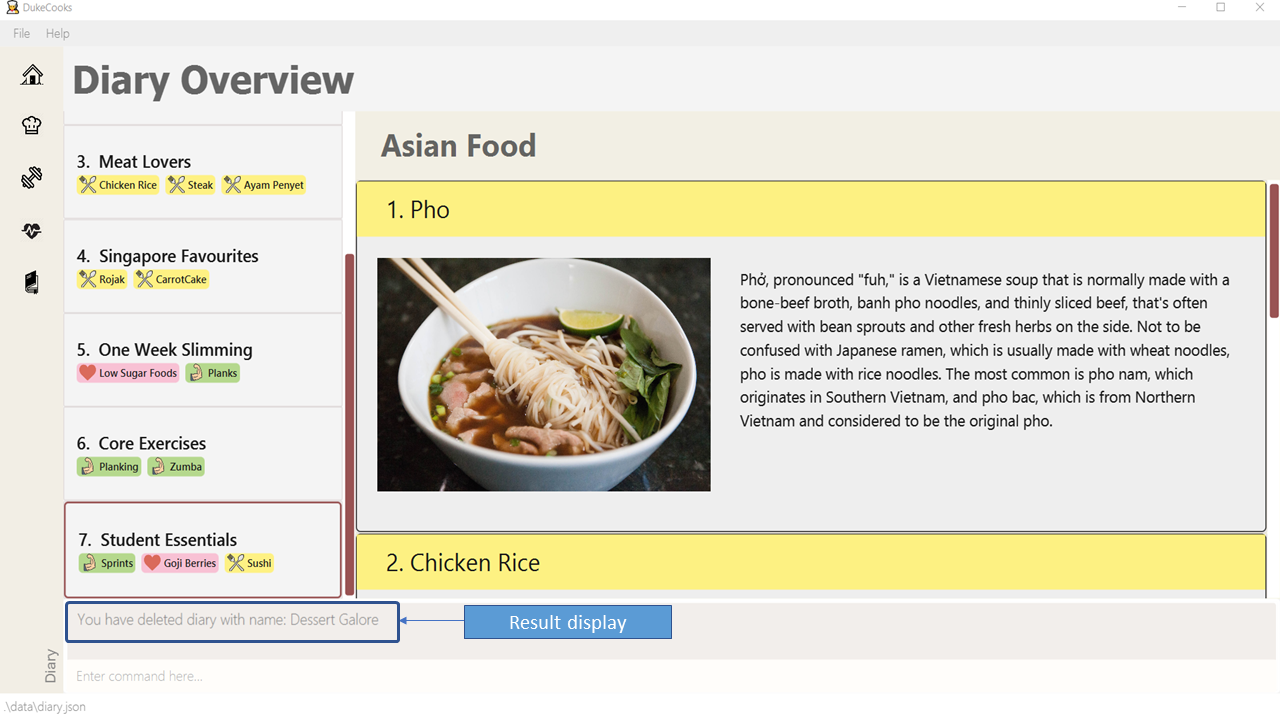 DukeCooks
File Help
Diary Overview
3. Meat Lovers
Chicken Rice Steak Ayam Penyet
4. Singapore Favourites
Rojak CarrotCake
5. One Week Slimming
Low Sugar Foods Planks
6. Core Exercises
Planking Zumba
7. Student Essentials
Sprints Goji Berries Sushi
Asian Food
1. Pho
Phở, pronounced "fuh," is a Vietnamese soup that is normally made with a
bone-beef broth, banh pho noodles, and thinly sliced beef, that's often
served with bean sprouts and other fresh herbs on the side. Not to be
confused with Japanese ramen, which is usually made with wheat noodles,
pho is made with rice noodles. The most common is pho nam, which
originates in Southern Vietnam, and pho bac, which is from Northern
Vietnam and considered to be the original pho.
2. Chicken Rice
You have deleted diary with name: Dessert Galore
Result display
Diary
Enter command here...
.\data\diary.json